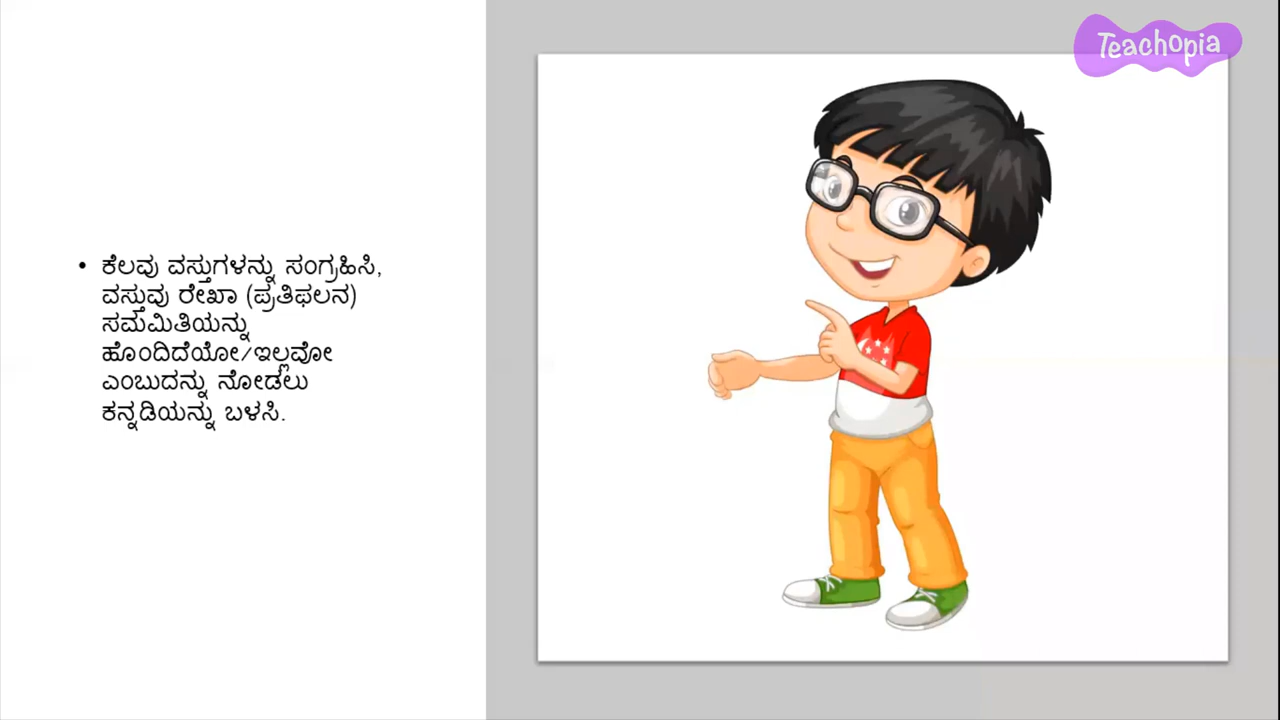 Teachopia
• ಕೆಲವು ವಸ್ತುಗಳನ್ನು ಸಂಗ್ರಹಿಸಿ,
ವಸ್ತುವು ರೇಖಾ (ಪ್ರತಿಫಲನ)
ಸಮಮಿತಿಯನ್ನು
ಹೊಂದಿದೆಯೋ/ಇಲ್ಲವೋ
ಎಂಬುದನ್ನು ನೋಡಲು
ಕನ್ನಡಿಯನ್ನು ಬಳಸಿ.